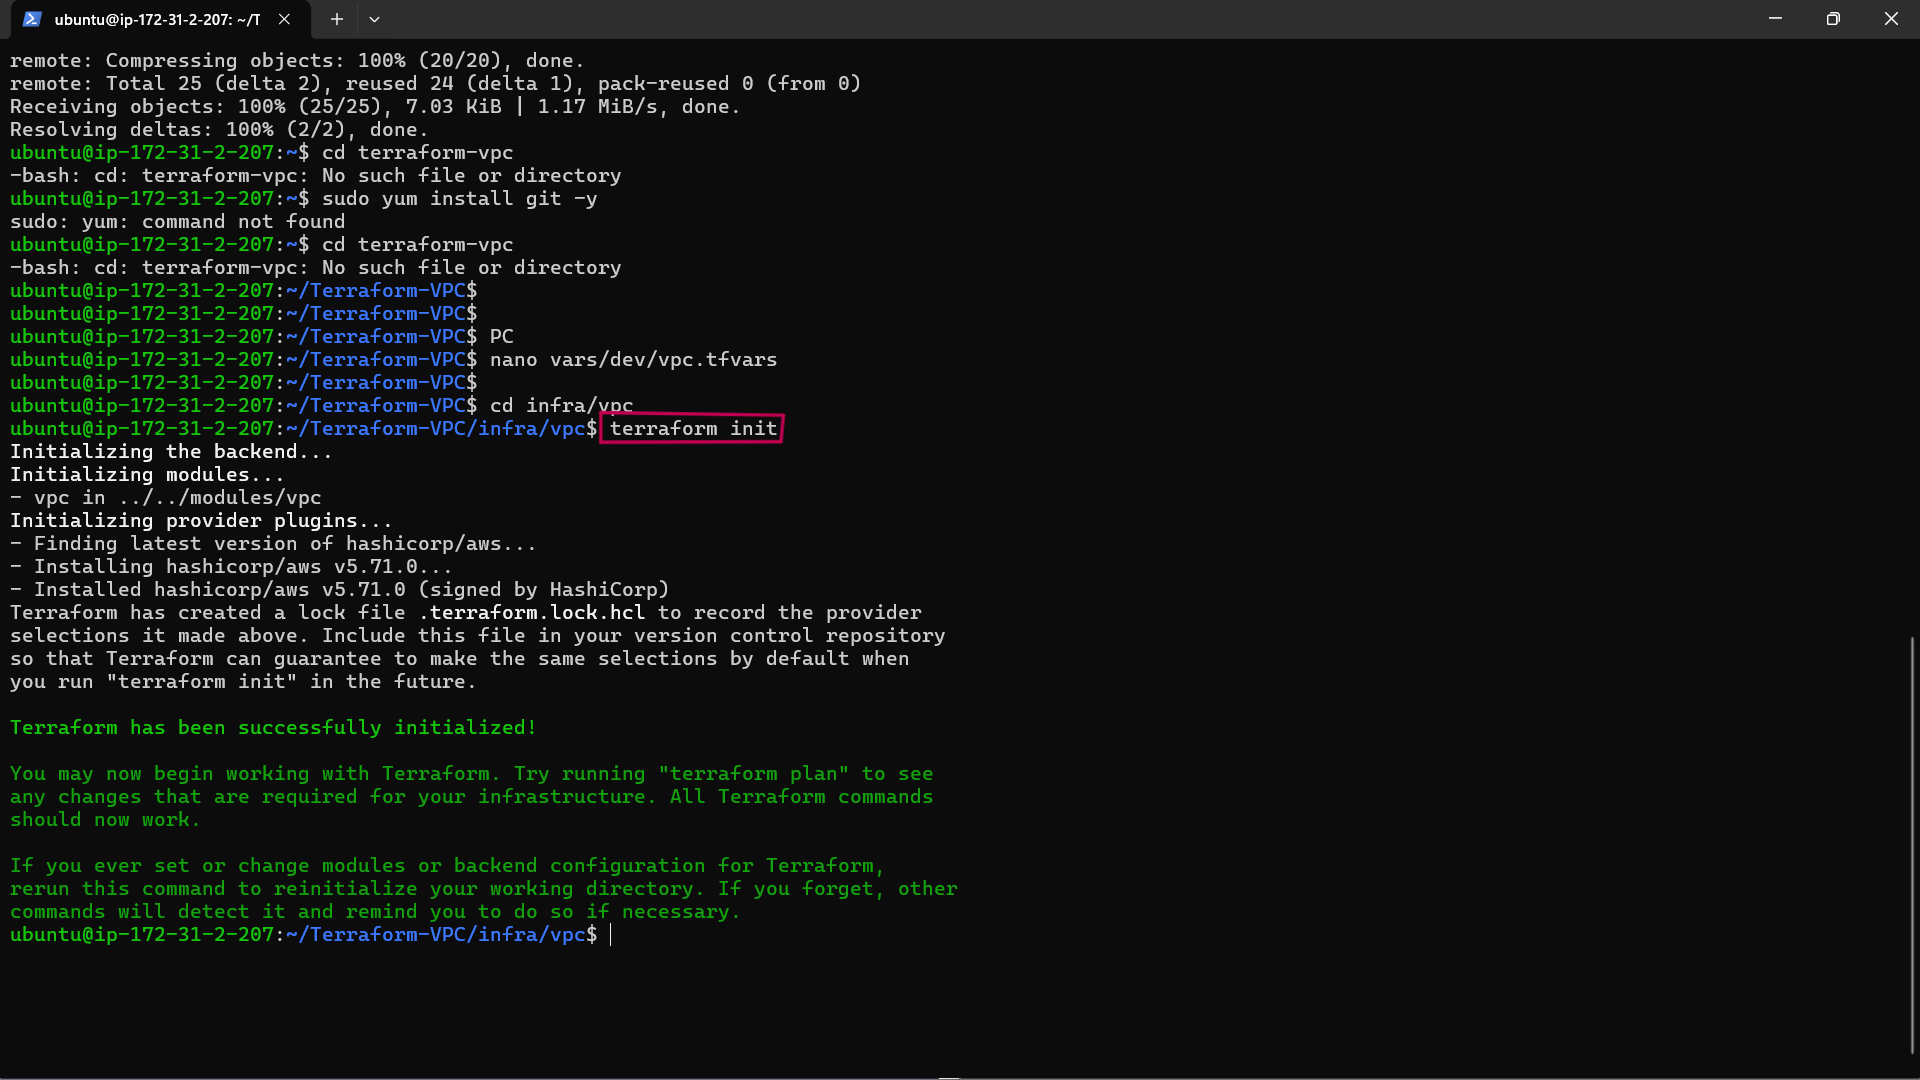 ubuntu@ip-172-31-2-207: ~/T
remote: Compressing objects: 100% (20/20), done.
remote: Total 25 (delta 2), reused 24 (delta 1), pack-reused 0 (from 0)
Receiving objects: 100% (25/25), 7.03 KiB | 1.17 MiB/s, done.
Resolving deltas: 100% (2/2), done.
ubuntu@ip-172-31-2-207:~$ cd terraform-vpc
-bash: cd: terraform-vpc: No such file or directory
ubuntu@ip-172-31-2-207:~$ sudo yum install git -y
sudo: yum: command not found
ubuntu@ip-172-31-2-207:~$ cd terraform-vpc
-bash: cd: terraform-vpc: No such file or directory
ubuntu@ip-172-31-2-207:~/Terraform-VPC$
ubuntu@ip-172-31-2-207:~/Terraform-VPC$
ubuntu@ip-172-31-2-207:~/Terraform-VPC$ PC
ubuntu@ip-172-31-2-207:~/Terraform-VPC$ nano vars/dev/vpc.tfvars
ubuntu@ip-172-31-2-207:~/Terraform-VPC$
ubuntu@ip-172-31-2-207:~/Terraform-VPC$ cd infra/vpc
ubuntu@ip-172-31-2-207:~/Terraform-VPC/infra/vpc$ terraform init
Initializing the backend...
Initializing modules...
- vpc in ../../modules/vpc
Initializing provider plugins...
- Finding latest version of hashicorp/aws...
- Installing hashicorp/aws v5.71.0...
- Installed hashicorp/aws v5.71.0 (signed by HashiCorp)
Terraform has created a lock file .terraform.lock.hcl to record the provider
selections it made above. Include this file in your version control repository
so that Terraform can guarantee to make the same selections by default when
you run "terraform init" in the future.
Terraform has been successfully initialized!
You may now begin working with Terraform. Try running "terraform plan" to see
any changes that are required for your infrastructure. All Terraform commands
should now work.
If you ever set or change modules or backend configuration for Terraform,
rerun this command to reinitialize your working directory. If you forget, other
commands will detect it and remind you to do so if necessary.
ubuntu@ip-172-31-2-207:~/Terraform-VPC/infra/vpc$